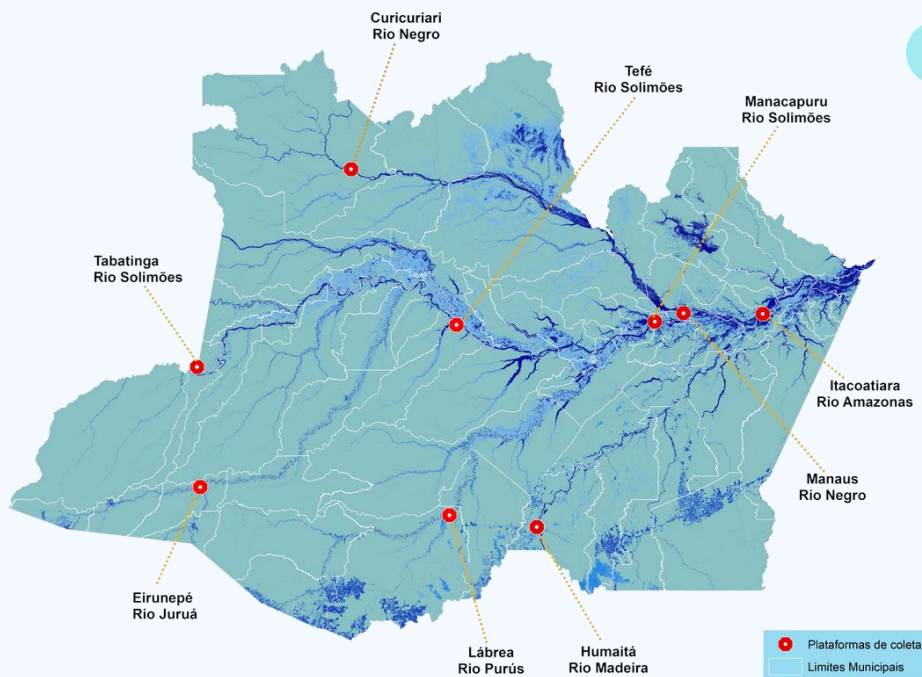 Curicuriari
Rio Negro
Tefé
Rio Solimões
Manacapuru
Rio Solimões
Tabatinga
Rio Solimões
Itacoatiara
Rio Amazonas
Manaus
Rio Negro
Eirunepé
Rio Juruá
Lábrea
Rio Purús
Humaitá
Rio Madeira
Plataformas de coleta
Limites Municipais